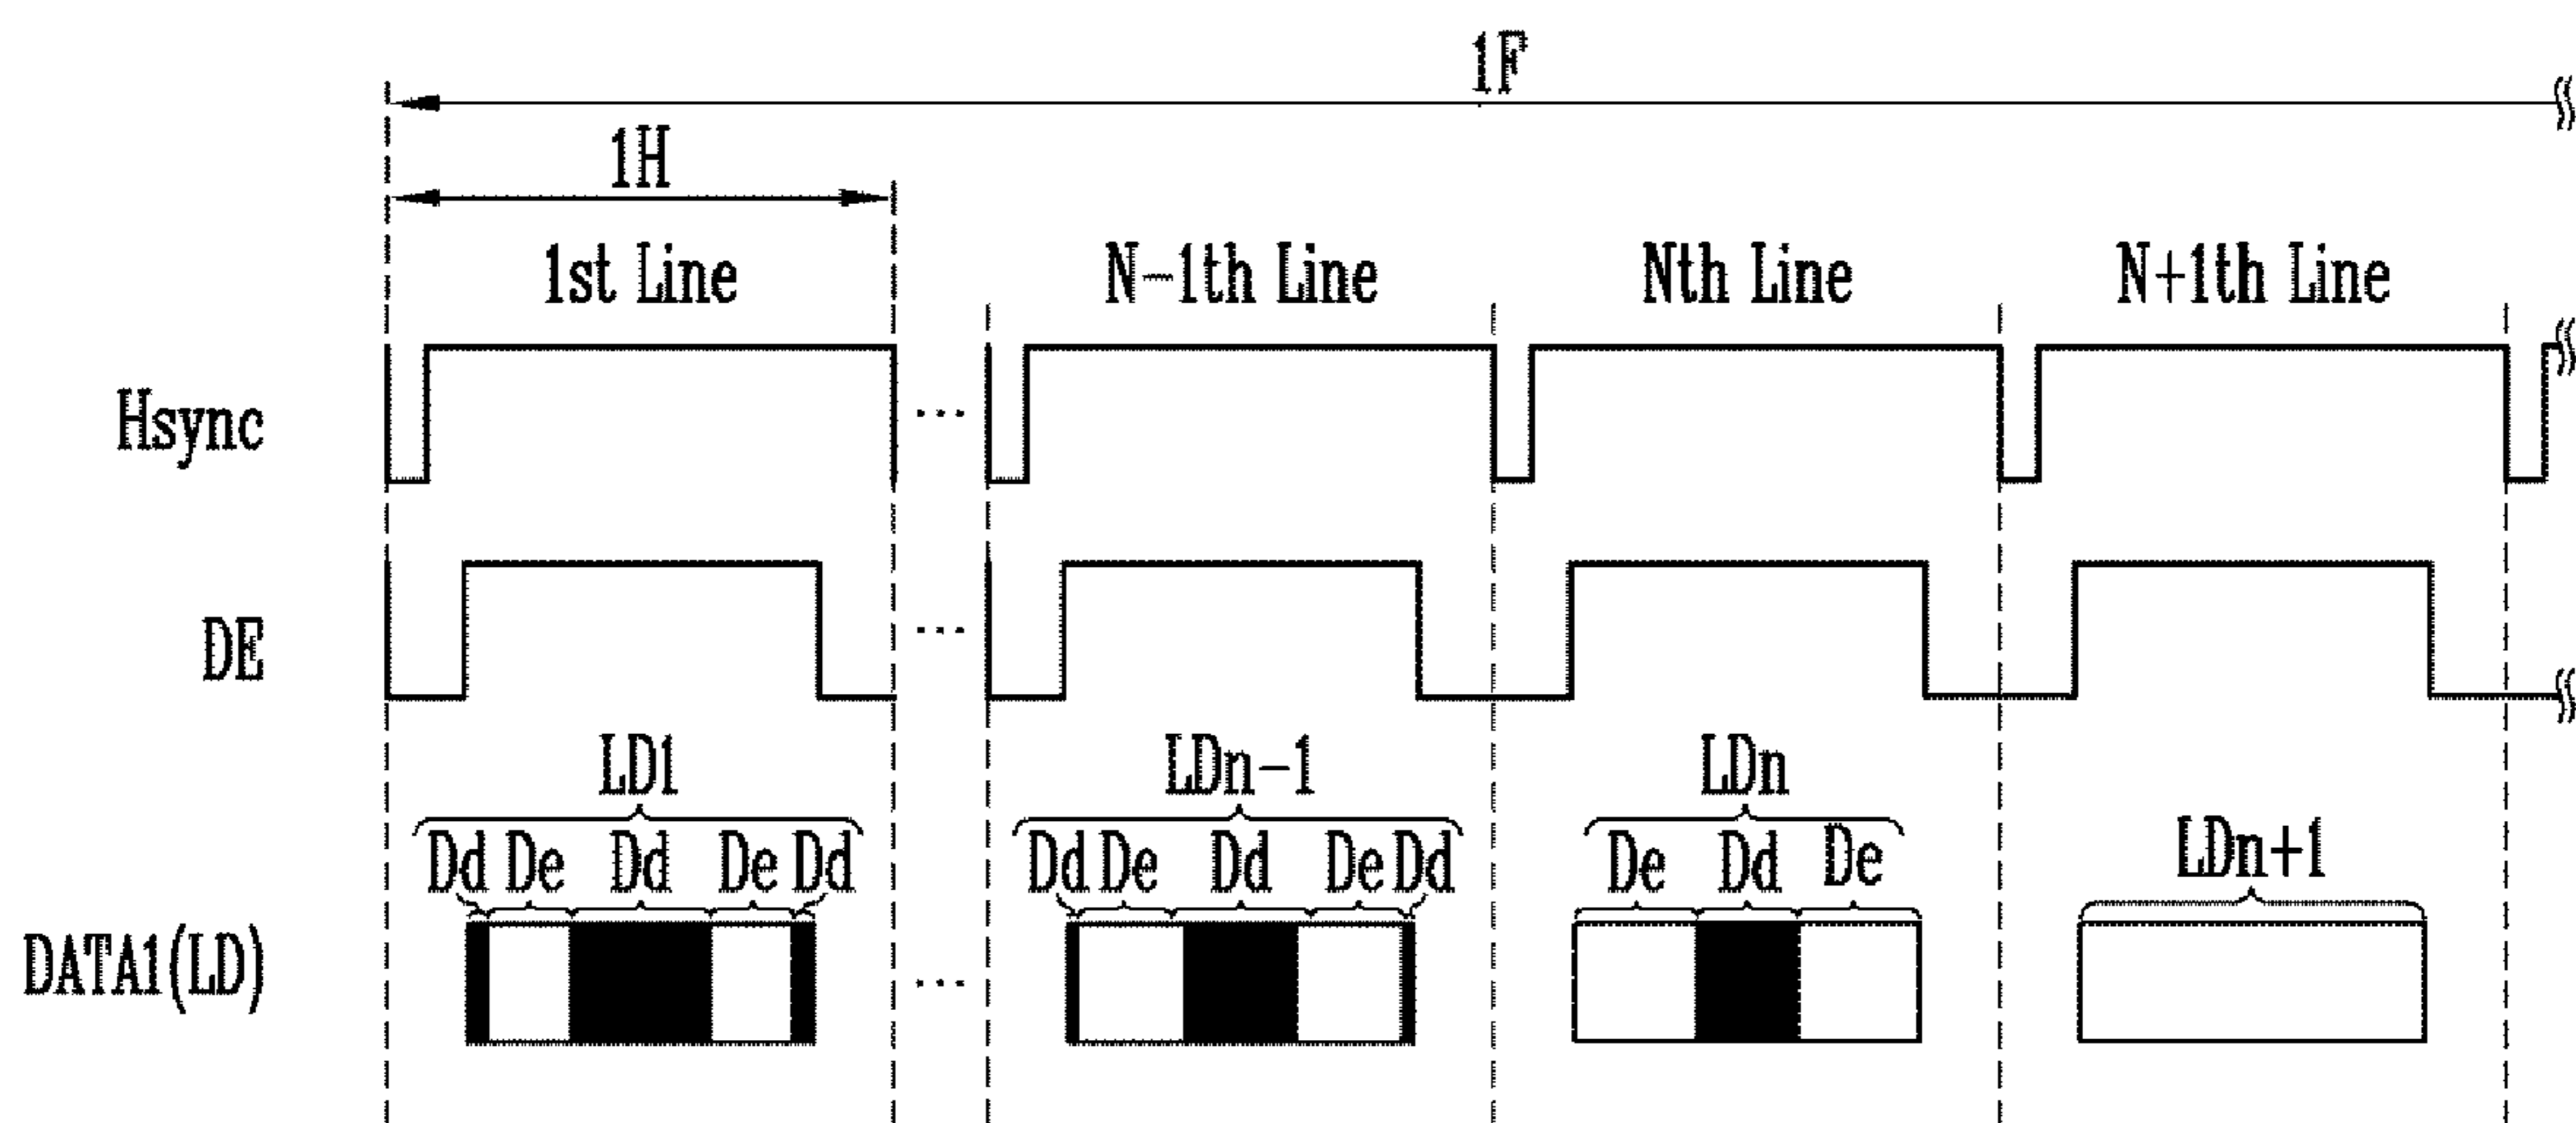 1F
1H
1st Line N-1th Line Nth Line N+1th Line
Hsync ...
DE ...
LD1 LDn-1 LDn LDn+1
Dd De Dd De Dd Dd De Dd De Dd De Dd De
DATA1(LD) ...